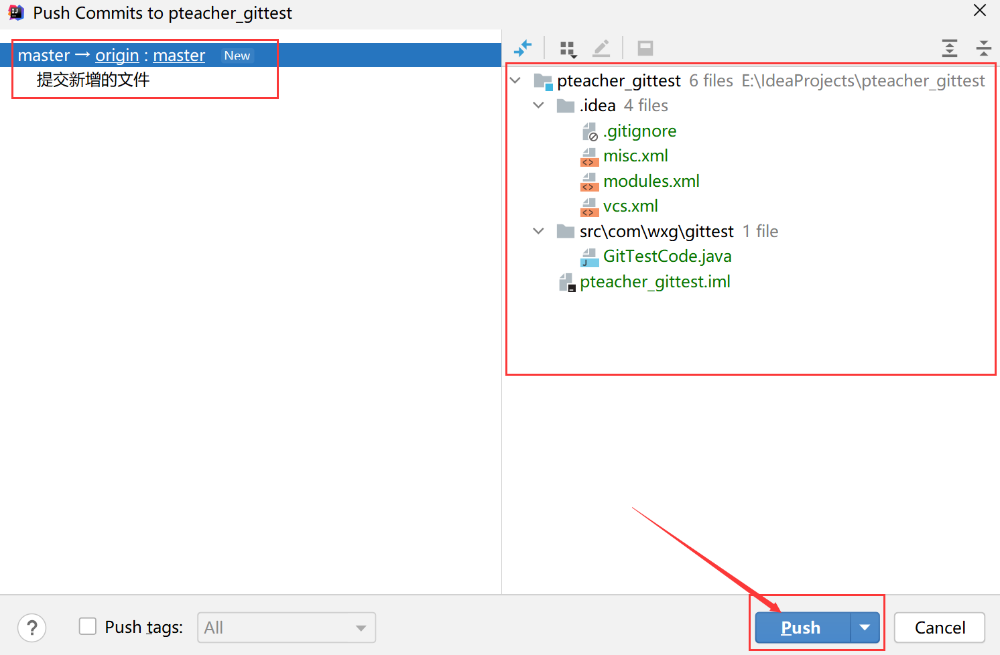 Push Commits to pteacher_gittest
master → origin : master New
提交新增的文件
pteacher_gittest 6 files E:\IdeaProjects\pteacher_gittest
.idea 4 files
.gitignore
misc.xml
modules.xml
vcs.xml
src\com\wxg\gittest 1 file
GitTestCode.java
pteacher_gittest.iml
? Push tags: All Push Cancel